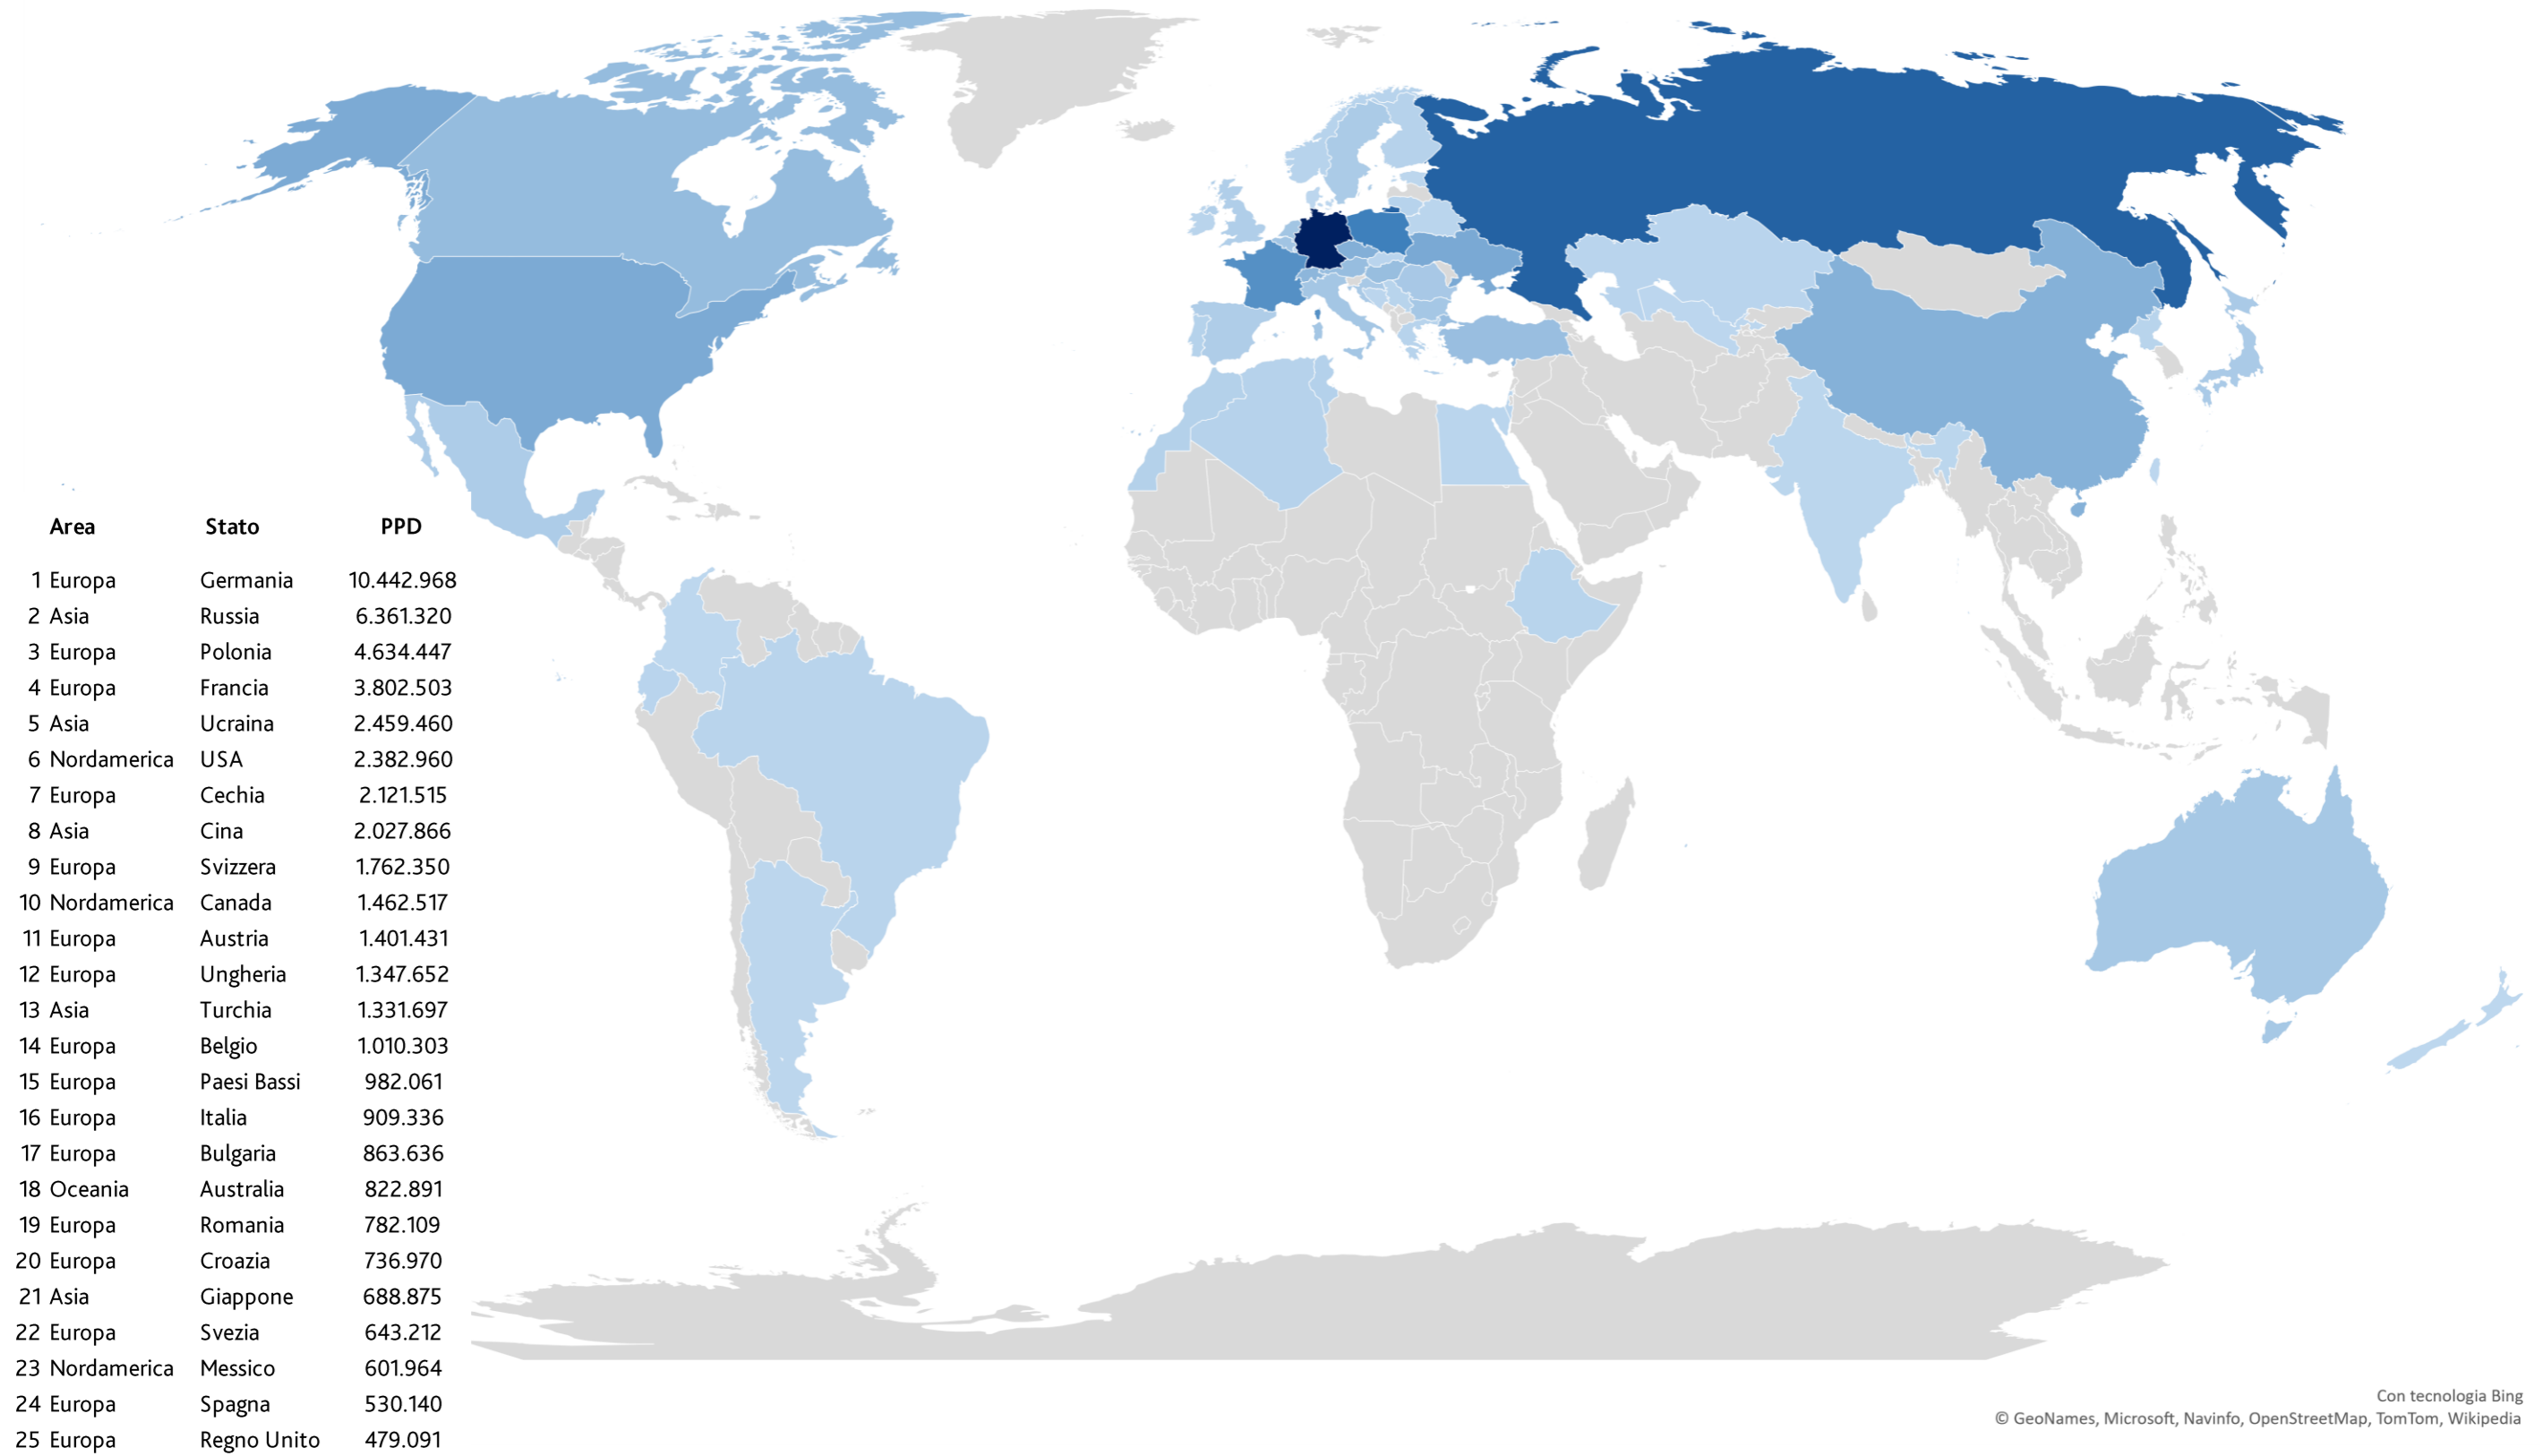 Area Stato PPD
1 Europa Germania 10.442.968
2 Asia Russia 6.361.320
3 Europa Polonia 4.634.447
4 Europa Francia 3.802.503
5 Asia Ucraina 2.459.460
6 Nordamerica USA 2.382.960
7 Europa Cechia 2.121.515
8 Asia Cina 2.027.866
9 Europa Svizzera 1.762.350
10 Nordamerica Canada 1.462.517
11 Europa Austria 1.401.431
12 Europa Ungheria 1.347.652
13 Asia Turchia 1.331.697
14 Europa Belgio 1.010.303
15 Europa Paesi Bassi 982.061
16 Europa Italia 909.336
17 Europa Bulgaria 863.636
18 Oceania Australia 822.891
19 Europa Romania 782.109
20 Europa Croazia 736.970
21 Asia Giappone 688.875
22 Europa Svezia 643.212
23 Nordamerica Messico 601.964
24 Europa Spagna 530.140
25 Europa Regno Unito 479.091
Con tecnologia Bing
© GeoNames, Microsoft, Navinfo, OpenStreetMap, TomTom, Wikipedia